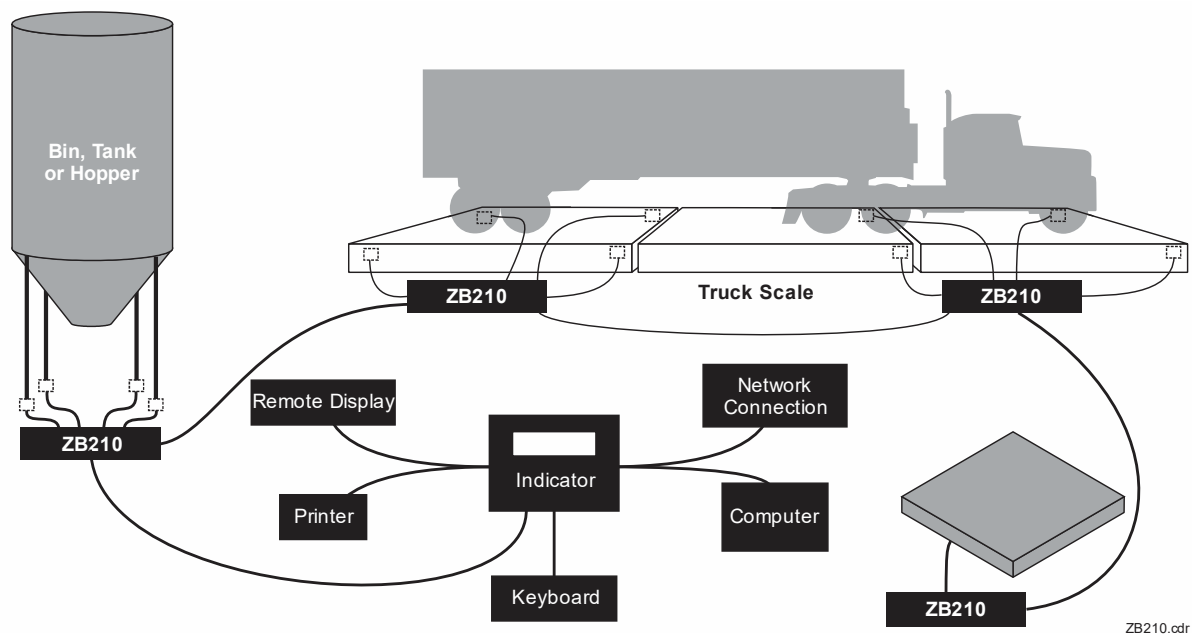 Bin, Tank
or Hopper
ZB210
Truck Scale
ZB210
Remote Display
Network
Connection
ZB210
Indicator
Printer
Computer
Keyboard
ZB210
ZB210.cdr